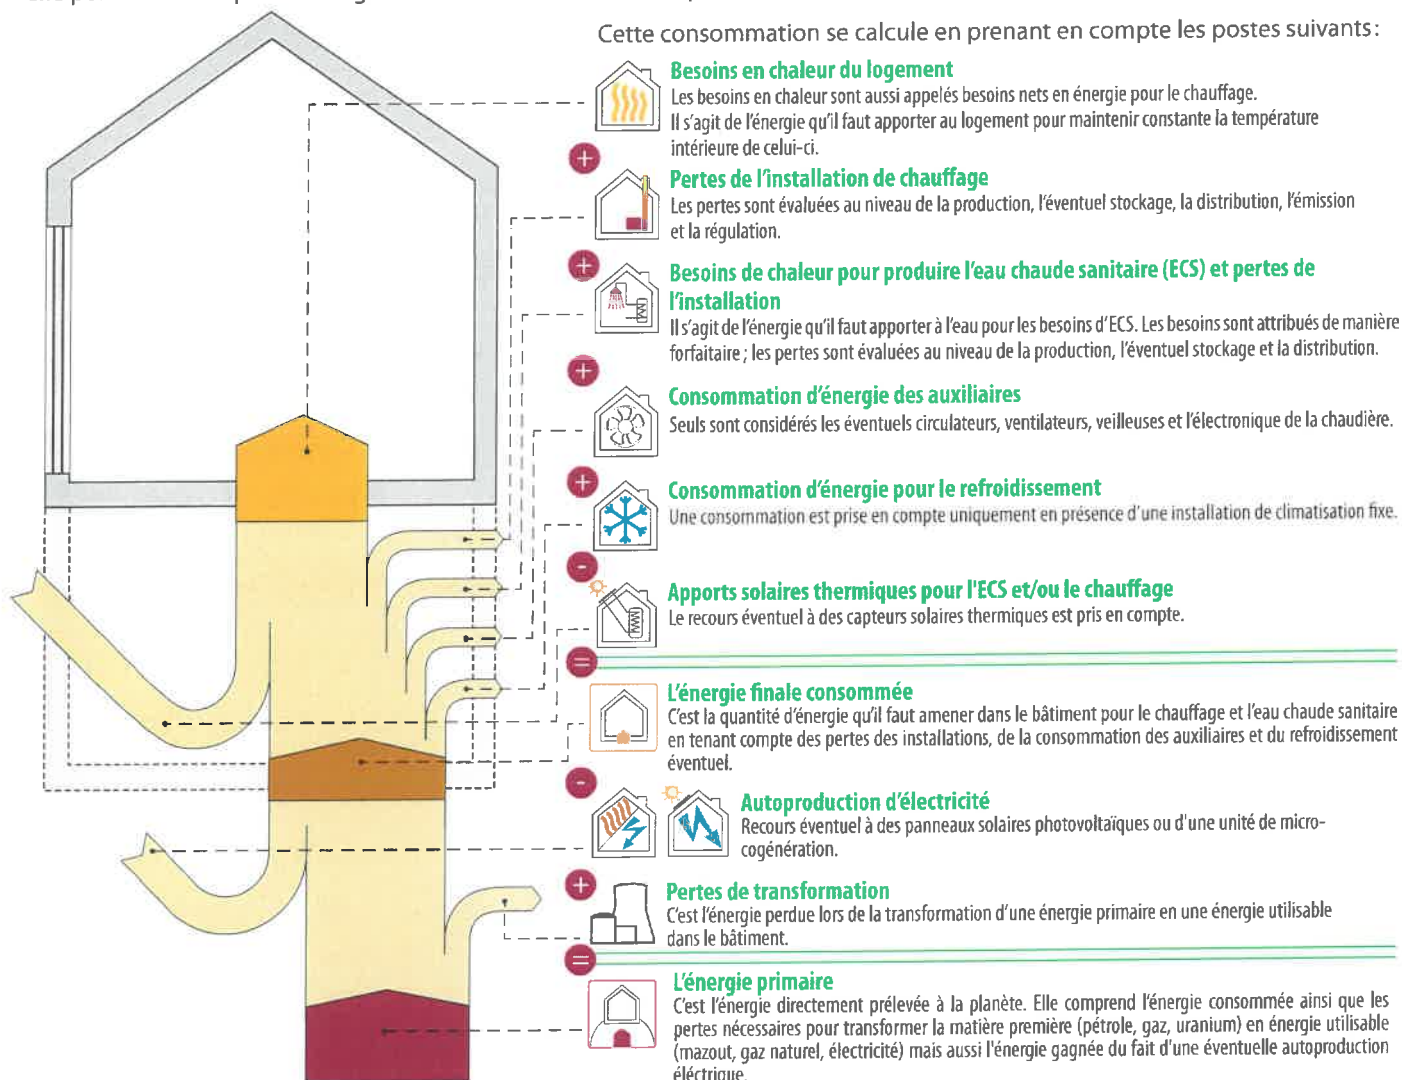 Cette consommation se calcule en prenant en compte les postes suivants:
Besoins en chaleur du logement
Les besoins en chaleur sont aussi appelés besoins nets en énergie pour le chauffage.
Il s'agit de l'énergie qu'il faut apporter au logement pour maintenir constante la température
intérieure de celui-ci.
+
Pertes de l'installation de chauffage
Les pertes sont évaluées au niveau de la production, l'éventuel stockage, la distribution, l'émission
et la régulation.
+
Besoins de chaleur pour produire l'eau chaude sanitaire (ECS) et pertes de
l'installation
Il s'agit de l'énergie qu'il faut apporter à l'eau pour les besoins d'ECS. Les besoins sont attribués de manière
forfaitaire ; les pertes sont évaluées au niveau de la production, l'éventuel stockage et la distribution.
+
Consommation d'énergie des auxiliaires
Seuls sont considérés les éventuels circulateurs, ventilateurs, veilleuses et l'électronique de la chaudière.
+
Consommation d'énergie pour le refroidissement
Une consommation est prise en compte uniquement en présence d'une installation de climatisation fixe.
-
Apports solaires thermiques pour l'ECS et/ou le chauffage
Le recours éventuel à des capteurs solaires thermiques est pris en compte.
=
L'énergie finale consommée
C'est la quantité d'énergie qu'il faut amener dans le bâtiment pour le chauffage et l'eau chaude sanitaire
en tenant compte des pertes des installations, de la consommation des auxiliaires et du refroidissement
éventuel.
-
Autoproduction d'électricité
Recours éventuel à des panneaux solaires photovoltaïques ou d'une unité de micro-
cogénération.
+
Pertes de transformation
C'est l'énergie perdue lors de la transformation d'une énergie primaire en une énergie utilisable
dans le bâtiment.
=
L'énergie primaire
C'est l'énergie directement prélevée à la planète. Elle comprend l'énergie consommée ainsi que les
pertes nécessaires pour transformer la matière première (pétrole, gaz, uranium) en énergie utilisable
(mazout, gaz naturel, électricité) mais aussi l'énergie gagnée du fait d'une éventuelle autoproduction
éléctrique.